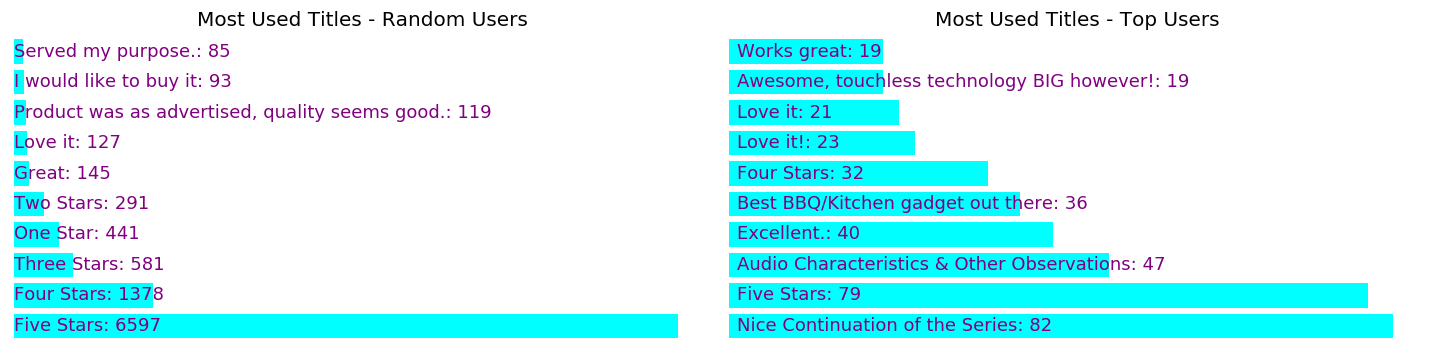 Most Used Titles - Random Users
Served my purpose.: 85
I would like to buy it: 93
Product was as advertised, quality seems good.: 119
Love it: 127
Great: 145
Two Stars: 291
One Star: 441
Three Stars: 581
Four Stars: 1378
Five Stars: 6597
Most Used Titles - Top Users
Works great: 19
Awesome, touchless technology BIG however!: 19
Love it: 21
Love it!: 23
Four Stars: 32
Best BBQ/Kitchen gadget out there: 36
Excellent.: 40
Audio Characteristics & Other Observations: 47
Five Stars: 79
Nice Continuation of the Series: 82